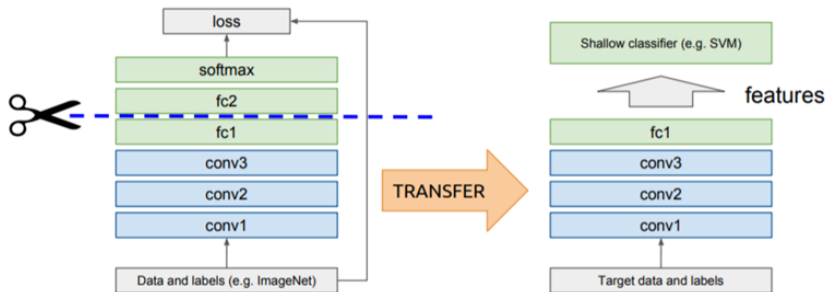 loss
softmax
fc2
fc1
conv3
conv2
conv1
Data and labels (e.g. ImageNet)
TRANSFER
Shallow classifier (e.g. SVM)
features
fc1
conv3
conv2
conv1
Target data and labels